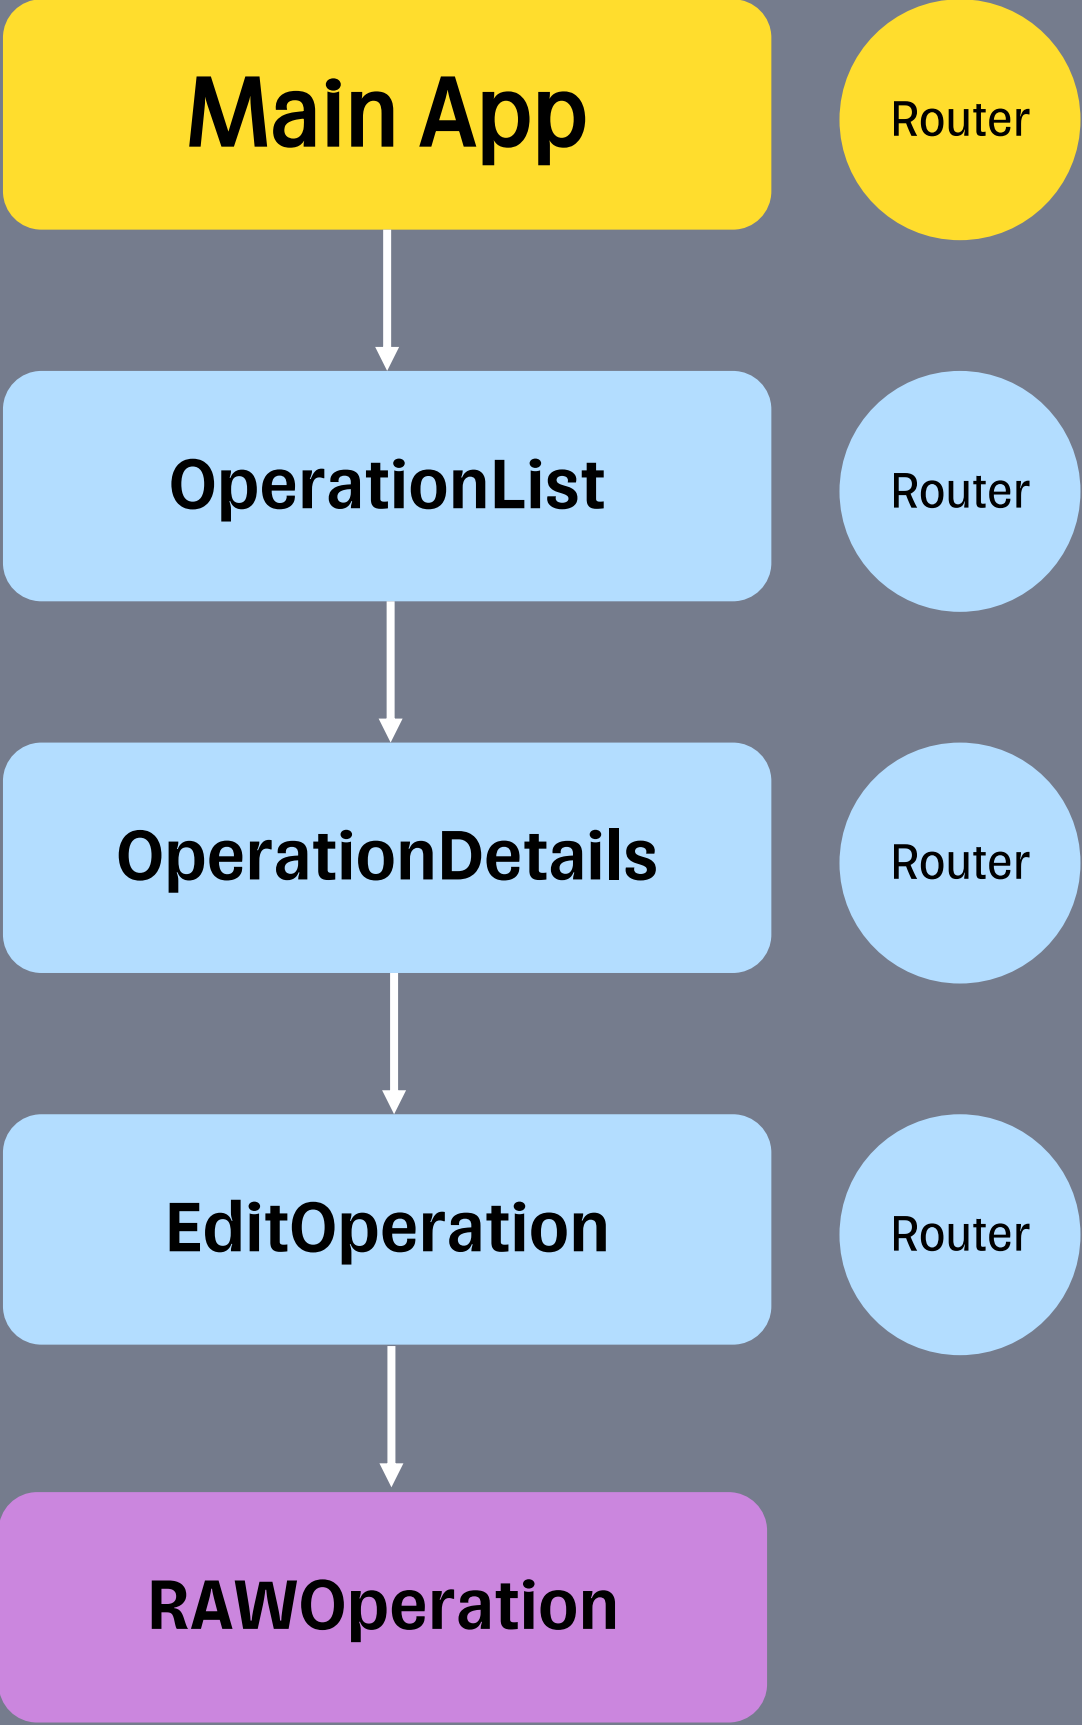 Main App
Router
OperationList
Router
OperationDetails
Router
EditOperation
Router
RAWOperation